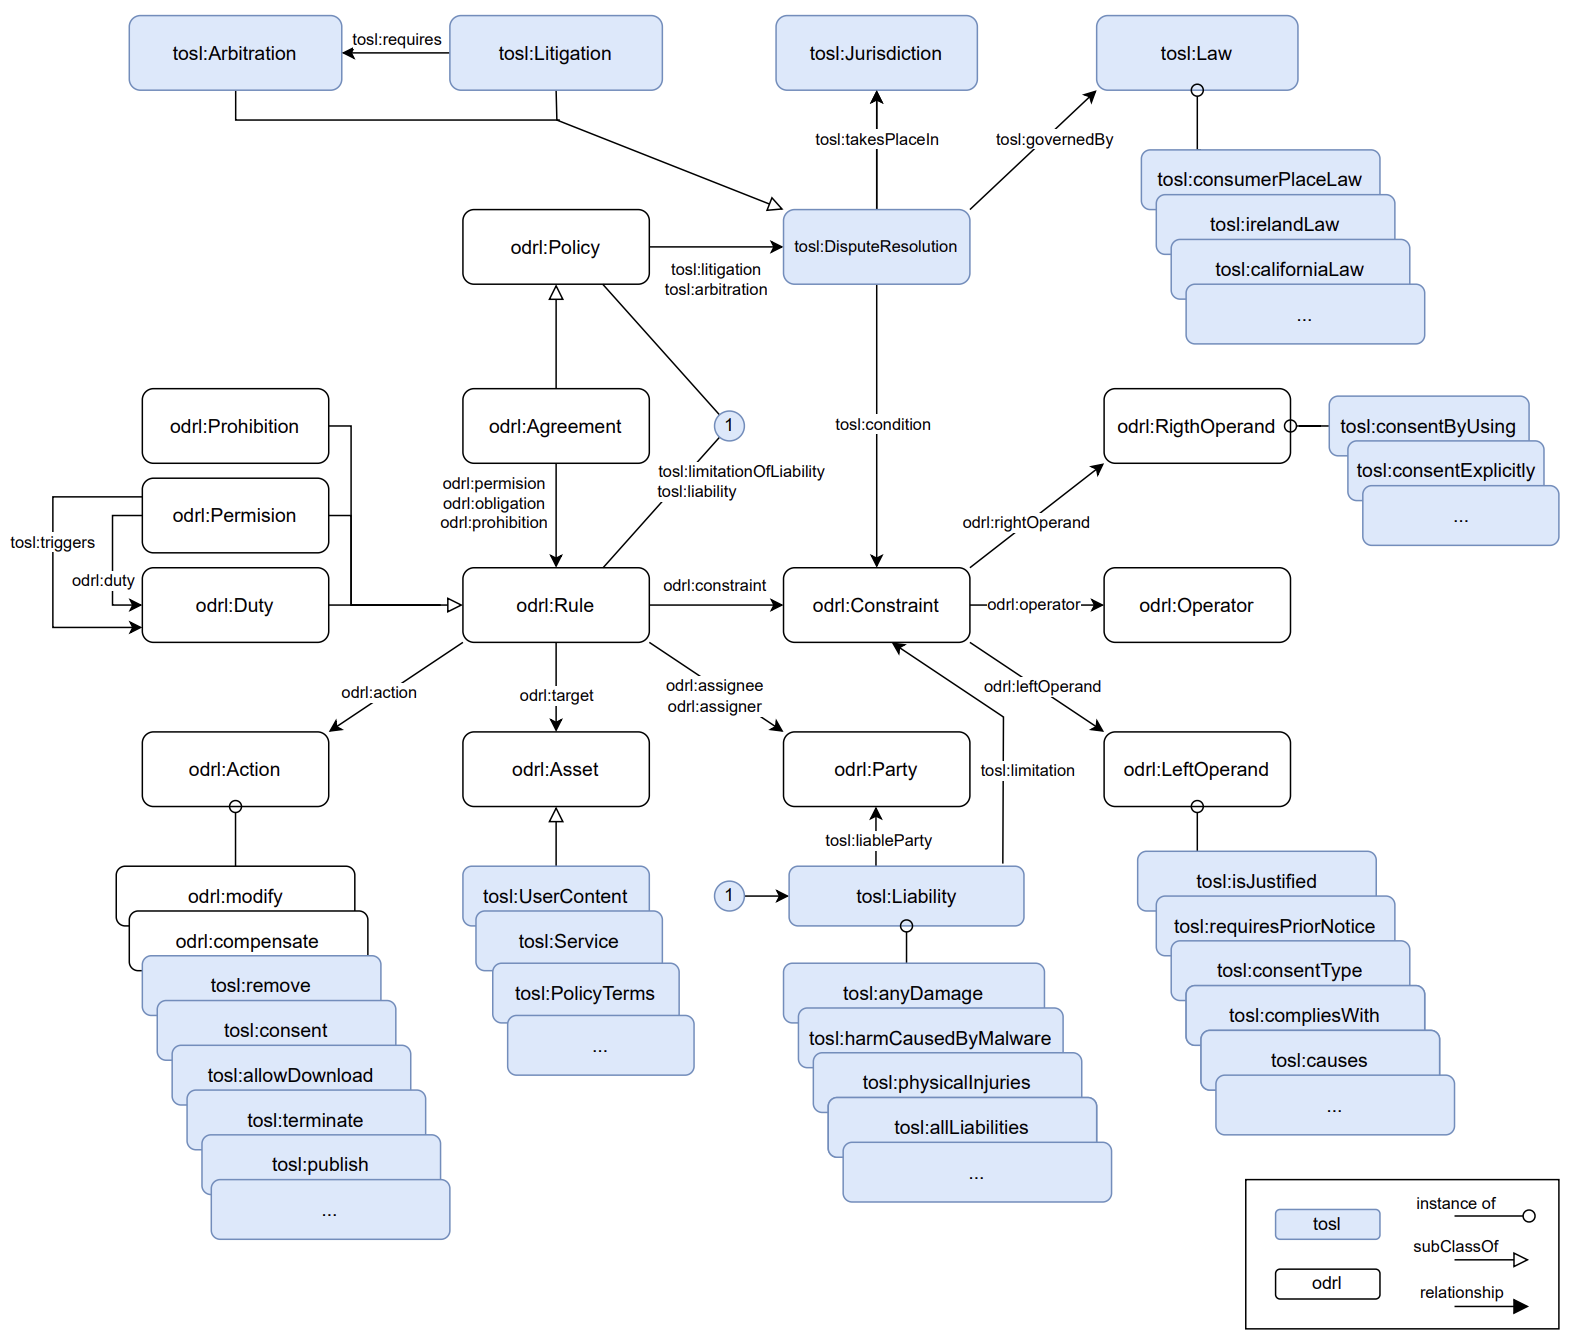 tosl:Arbitration
tosl:requires
tosl:Litigation
tosl:Jurisdiction
tosl:Law
tosl:takesPlaceIn
tosl:governedBy
tosl:consumerPlaceLaw
tosl:irelandLaw
tosl:californiaLaw
...
odrl:Policy
tosl:litigation
tosl:arbitration
tosl:DisputeResolution
odrl:Prohibition
odrl:Agreement
1
tosl:condition
odrl:RigthOperand
tosl:consentByUsing
tosl:consentExplicitly
...
tosl:limitationOfLiability
tosl:liability
odrl:permision
odrl:obligation
odrl:prohibition
odrl:Permision
tosl:triggers
odrl:duty
odrl:Duty
odrl:rightOperand
odrl:Rule
odrl:constraint
odrl:Constraint
odrl:operator
odrl:Operator
odrl:action
odrl:target
odrl:assignee
odrl:assigner
odrl:leftOperand
odrl:Action
odrl:Asset
odrl:Party
tosl:limitation
odrl:LeftOperand
tosl:liableParty
odrl:modify
odrl:compensate
tosl:remove
tosl:consent
tosl:allowDownload
tosl:terminate
tosl:publish
...
tosl:UserContent
tosl:Service
tosl:PolicyTerms
...
1
tosl:Liability
tosl:anyDamage
tosl:harmCausedByMalware
tosl:physicalInjuries
tosl:allLiabilities
...
tosl:isJustified
tosl:requiresPriorNotice
tosl:consentType
tosl:compliesWith
tosl:causes
...
tosl
instance of
subClassOf
odrl
relationship